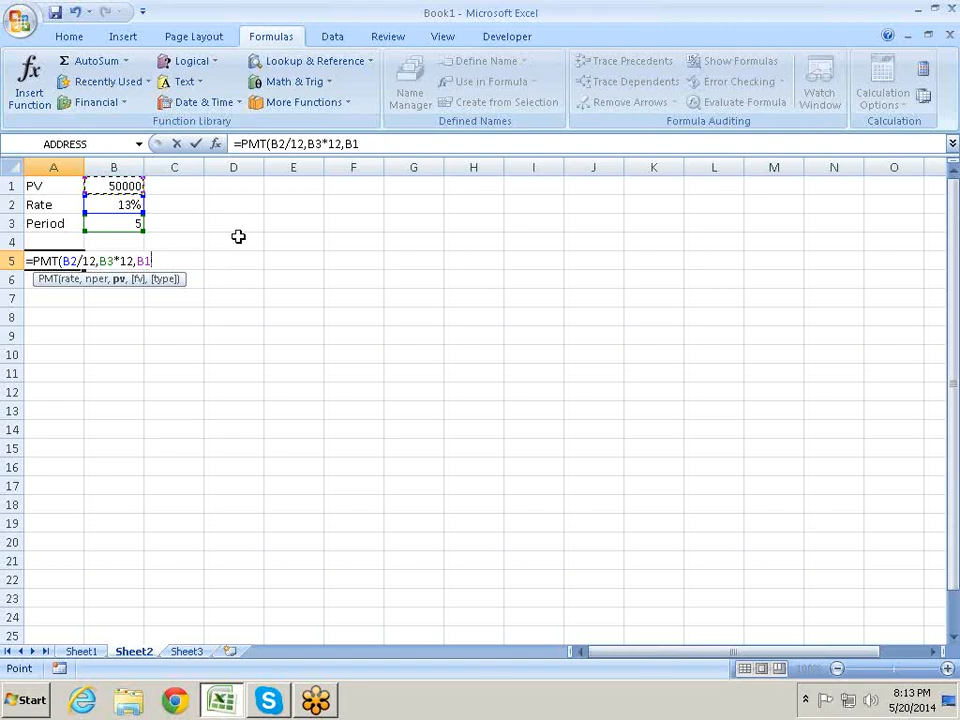 Book1 - Microsoft Excel
Home Insert Page Layout Formulas Data Review View Developer
fx Insert Function
Σ AutoSum
Recently Used
Financial
Logical
Text
Date & Time
Lookup & Reference
Math & Trig
More Functions
Function Library
Name Manager
Define Name
Use in Formula
Create from Selection
Defined Names
Trace Precedents
Trace Dependents
Remove Arrows
Show Formulas
Error Checking
Evaluate Formula
Formula Auditing
Watch Window
Calculation Options
Calculation
ADDRESS fx =PMT(B2/12,B3*12,B1
A B C D E F G H I J K L M N O
1 PV 50000
2 Rate 13%
3 Period 5
4
5 =PMT(B2/12,B3*12,B1
6 PMT(rate, nper, pv, [fv], [type])
7
8
9
10
11
12
13
14
15
16
17
18
19
20
21
22
23
24
25
Sheet1 Sheet2 Sheet3
Point 100%
Start 8:13 PM
5/20/2014